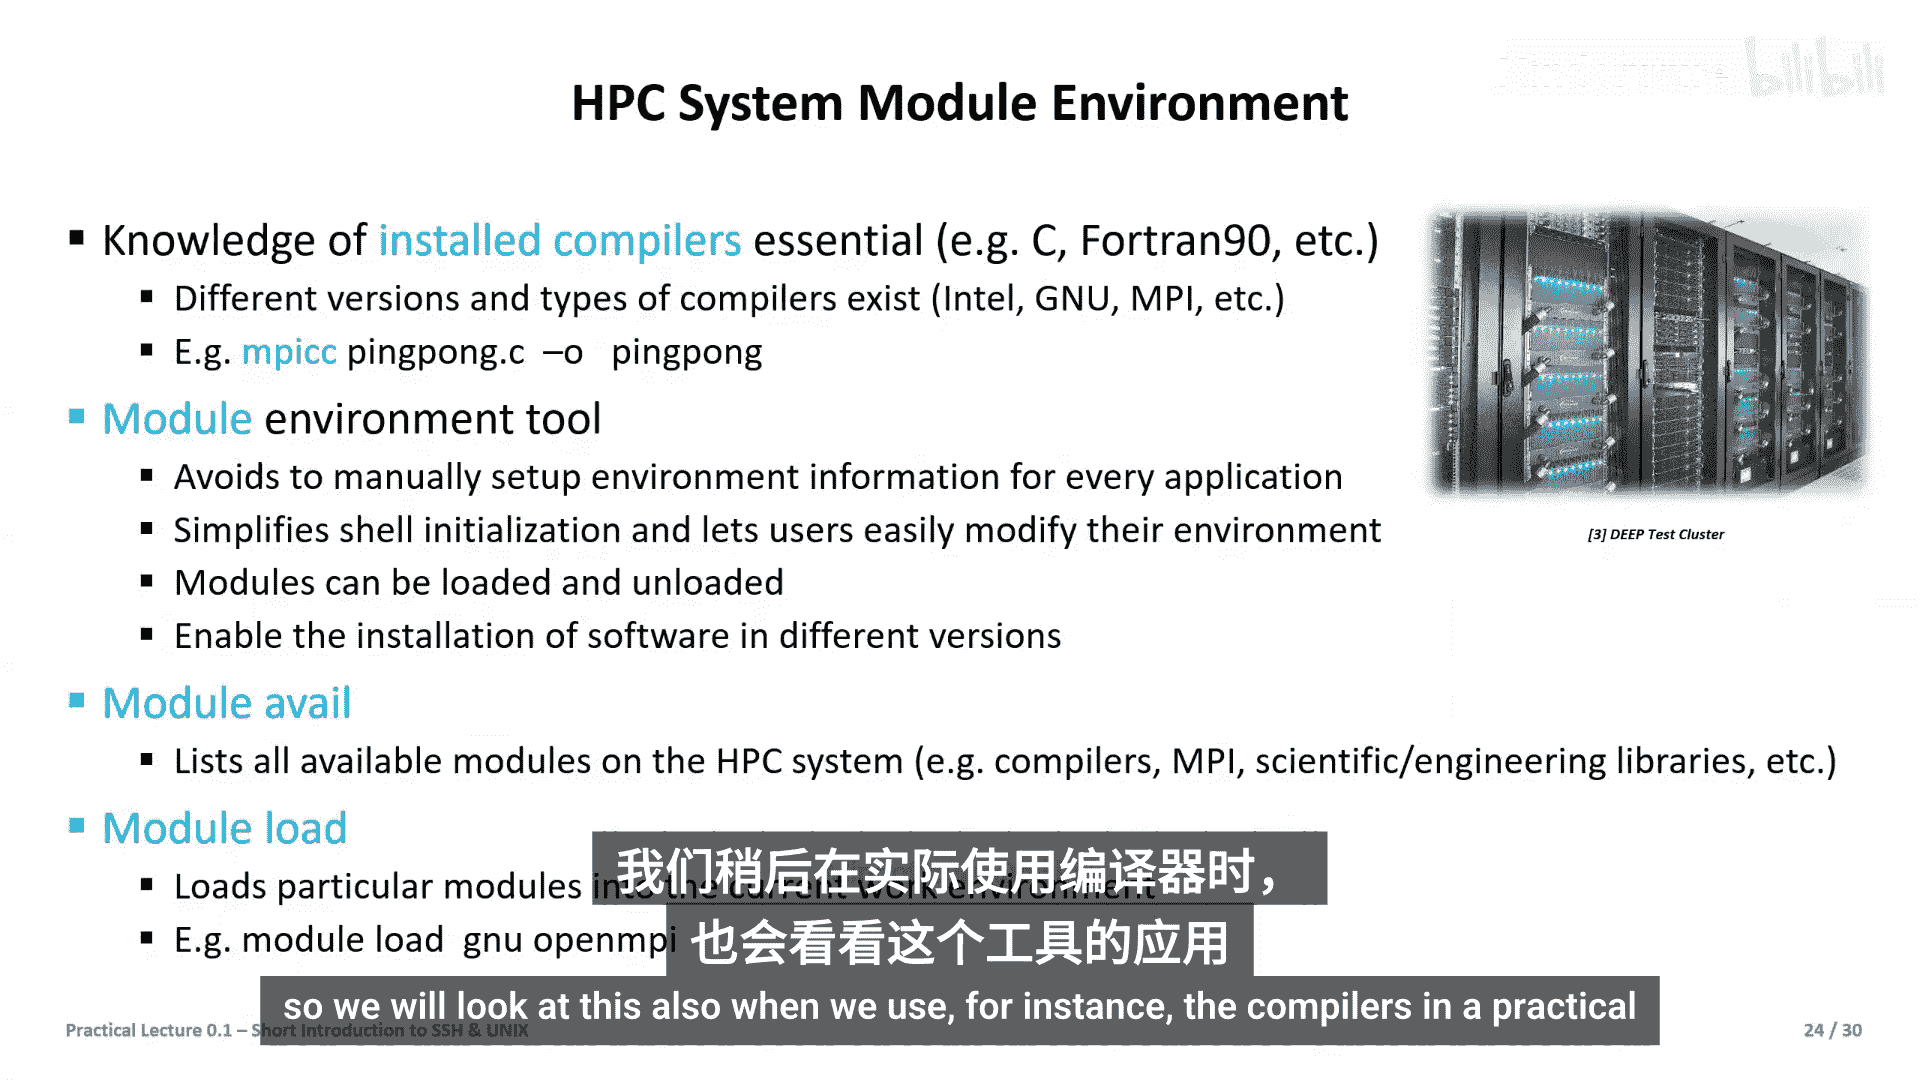 bilibili
HPC System Module Environment
▪ Knowledge of installed compilers essential (e.g. C, Fortran90, etc.)
▪ Different versions and types of compilers exist (Intel, GNU, MPI, etc.)
▪ E.g. mpicc pingpong.c –o pingpong
▪ Module environment tool
▪ Avoids to manually setup environment information for every application
▪ Simplifies shell initialization and lets users easily modify their environment
▪ Modules can be loaded and unloaded
▪ Enable the installation of software in different versions
[3] DEEP Test Cluster
▪ Module avail
▪ Lists all available modules on the HPC system (e.g. compilers, MPI, scientific/engineering libraries, etc.)
▪ Module load
▪ Loads particular modules into the current work environment
▪ E.g. module load gnu openmpi
我们稍后在实际使用编译器时，
也会看看这个工具的应用
so we will look at this also when we use, for instance, the compilers in a practical
Practical Lecture 0.1 – Short Introduction to SSH & UNIX
24 / 30